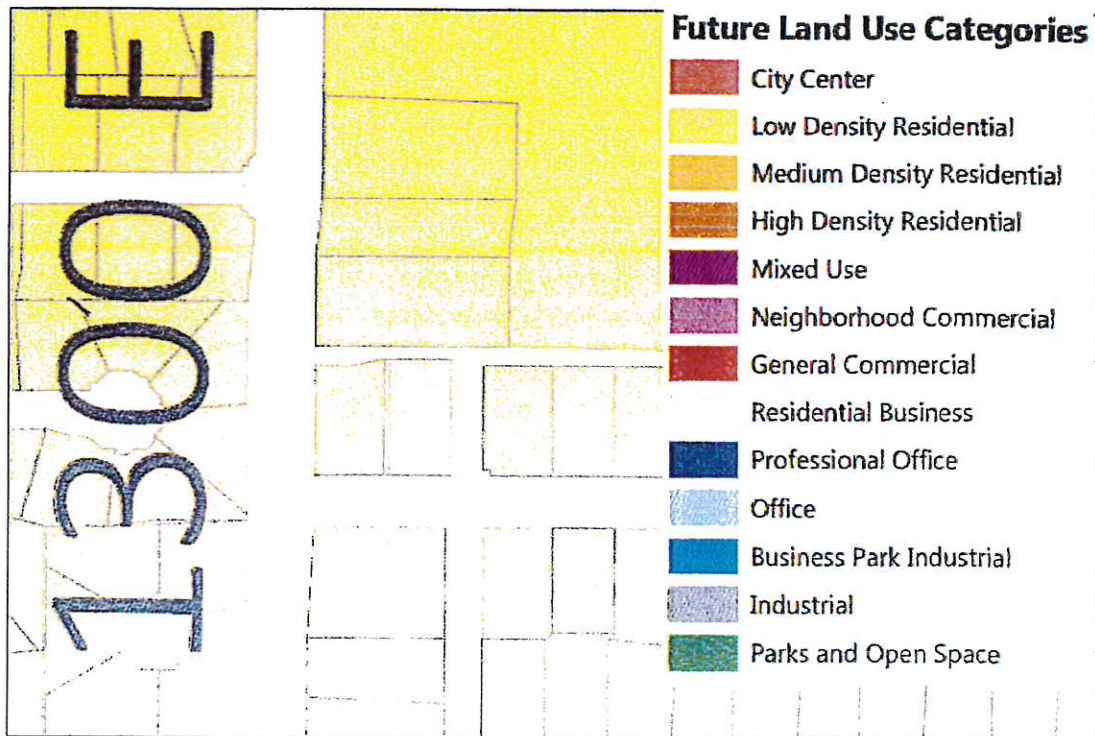 1300 E
Future Land Use Categories
City Center
Low Density Residential
Medium Density Residential
High Density Residential
Mixed Use
Neighborhood Commercial
General Commercial
Residential Business
Professional Office
Office
Business Park Industrial
Industrial
Parks and Open Space